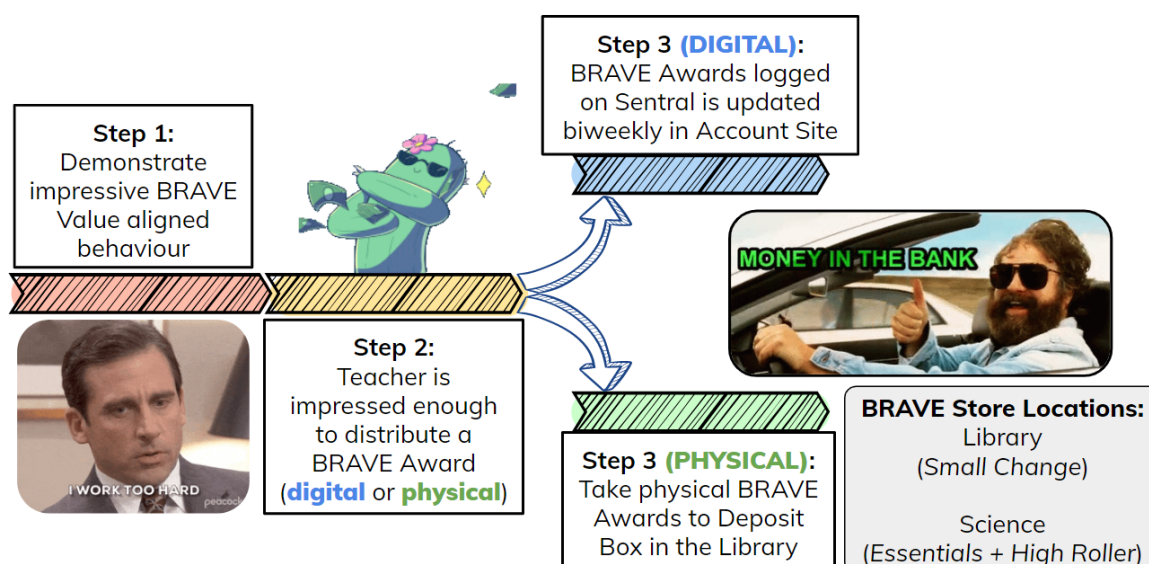 Step 1:
Demonstrate
impressive BRAVE
Value aligned
behaviour
I WORK TOO HARD
peacock
Step 2:
Teacher is
impressed enough
to distribute a
BRAVE Award
(digital or physical)
Step 3 (DIGITAL):
BRAVE Awards logged
on Sentral is updated
biweekly in Account Site
MONEY IN THE BANK
Step 3 (PHYSICAL):
Take physical BRAVE
Awards to Deposit
Box in the Library
BRAVE Store Locations:
Library
(Small Change)
Science
(Essentials + High Roller)